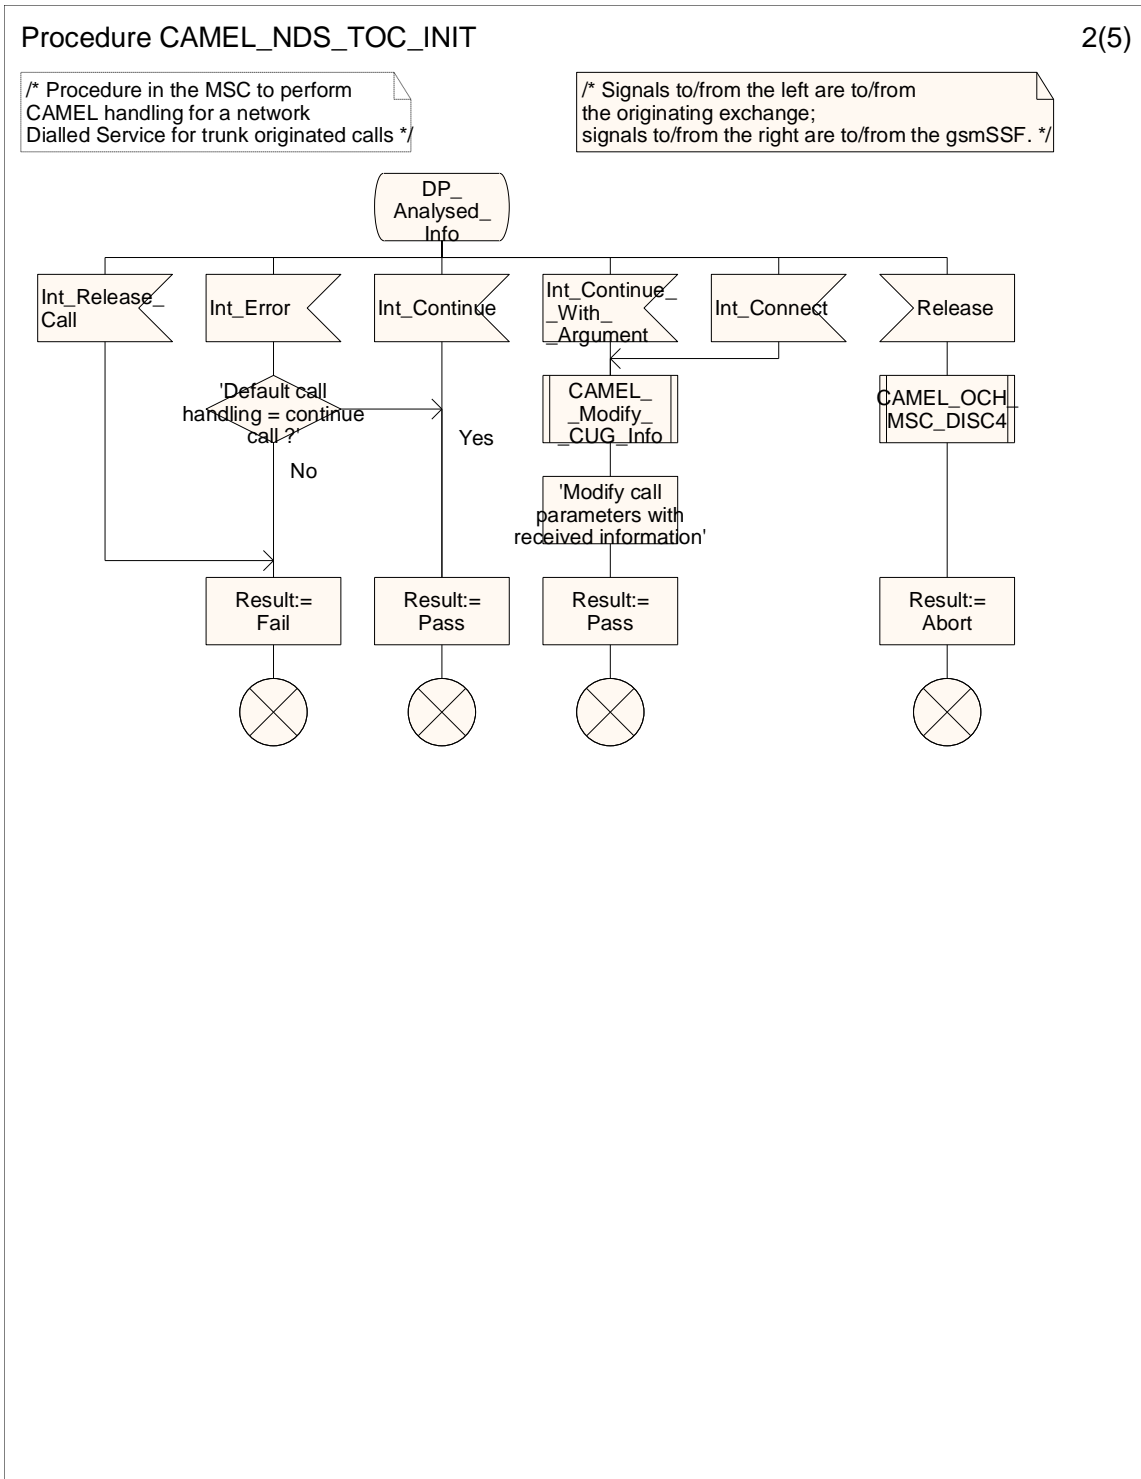 Procedure CAMEL_NDS_TOC_INIT
2(5)
/* Procedure in the MSC to perform
CAMEL handling for a network
Dialled Service for trunk originated calls */
/* Signals to/from the left are to/from
the originating exchange;
signals to/from the right are to/from the gsmSSF. */
DP_
Analysed_
Info
Int_Release_
Call
Int_Error
Int_Continue
Int_Continue_
_With_
_Argument
Int_Connect
Release
'Default call
handling = continue
call ?'
Yes
No
CAMEL_
_Modify_
_CUG_Info
CAMEL_OCH_
MSC_DISC4
'Modify call
parameters with
received information'
Result:=
Fail
Result:=
Pass
Result:=
Pass
Result:=
Abort